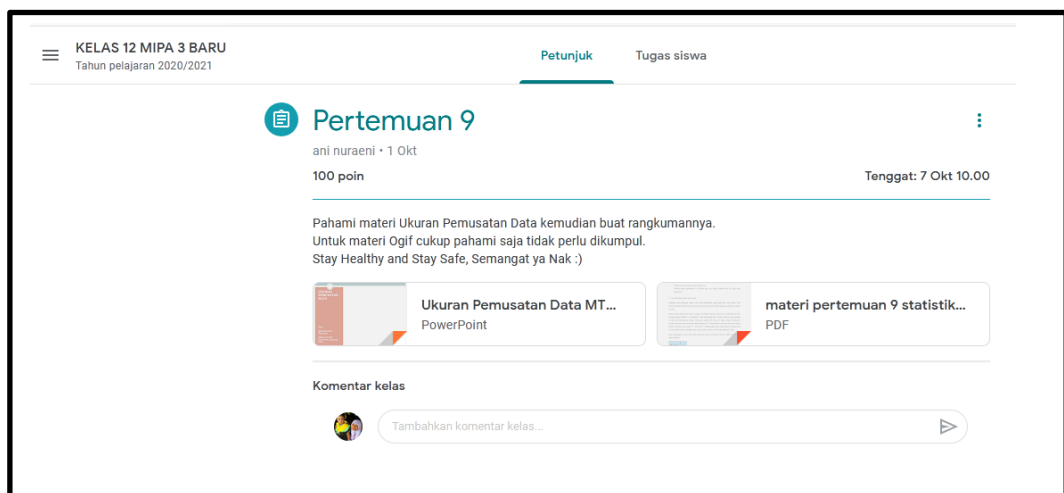 KELAS 12 MIPA 3 BARU
Tahun pelajaran 2020/2021
Petunjuk
Tugas siswa
Pertemuan 9
ani nuraeni • 1 Okt
100 poin
Tenggat: 7 Okt 10.00
Pahami materi Ukuran Pemusatan Data kemudian buat rangkumannya.
Untuk materi Ogif cukup pahami saja tidak perlu dikumpul.
Stay Healthy and Stay Safe, Semangat ya Nak :)
Ukuran Pemusatan Data MT...
PowerPoint
materi pertemuan 9 statistik...
PDF
Komentar kelas
Tambahkan komentar kelas...